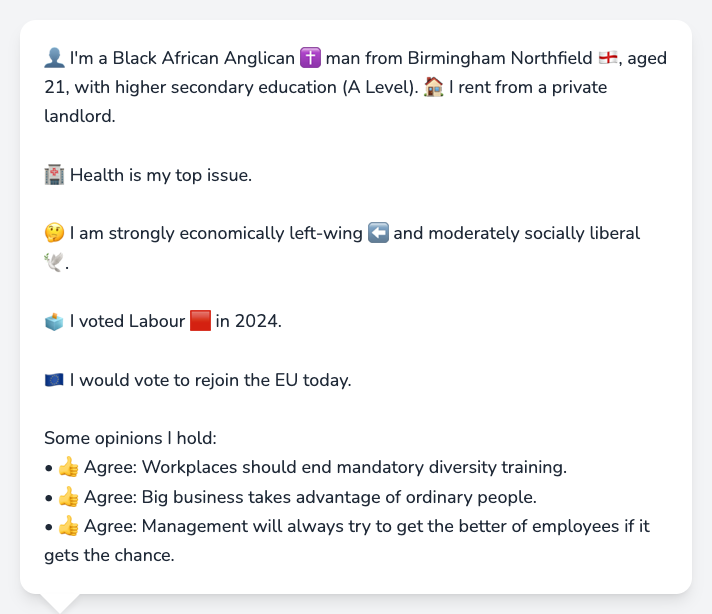 👤 I'm a Black African Anglican ✝️ man from Birmingham Northfield 🏴󠁧󠁢󠁥󠁮󠁧󠁿, aged
21, with higher secondary education (A Level). 🏠 I rent from a private
landlord.
🏥 Health is my top issue.
🤔 I am strongly economically left-wing ⬅️ and moderately socially liberal
🕊️.
🗳️ I voted Labour 🟥 in 2024.
🇪🇺 I would vote to rejoin the EU today.
Some opinions I hold:
• 👍 Agree: Workplaces should end mandatory diversity training.
• 👍 Agree: Big business takes advantage of ordinary people.
• 👍 Agree: Management will always try to get the better of employees if it
gets the chance.